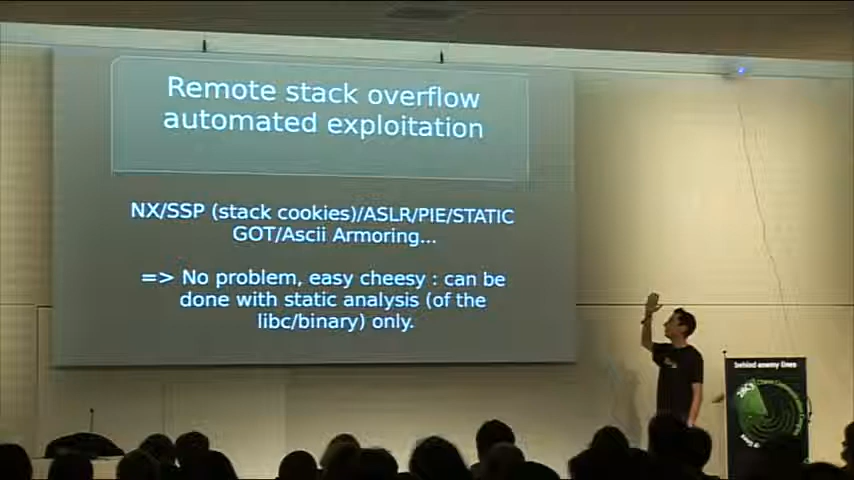 Remote stack overflow
automated exploitation
NX/SSP (stack cookies)/ASLR/PIE/STATIC
GOT/Ascii Armoring...
=> No problem, easy cheesy : can be
done with static analysis (of the
libc/binary) only.
behind enemy lines